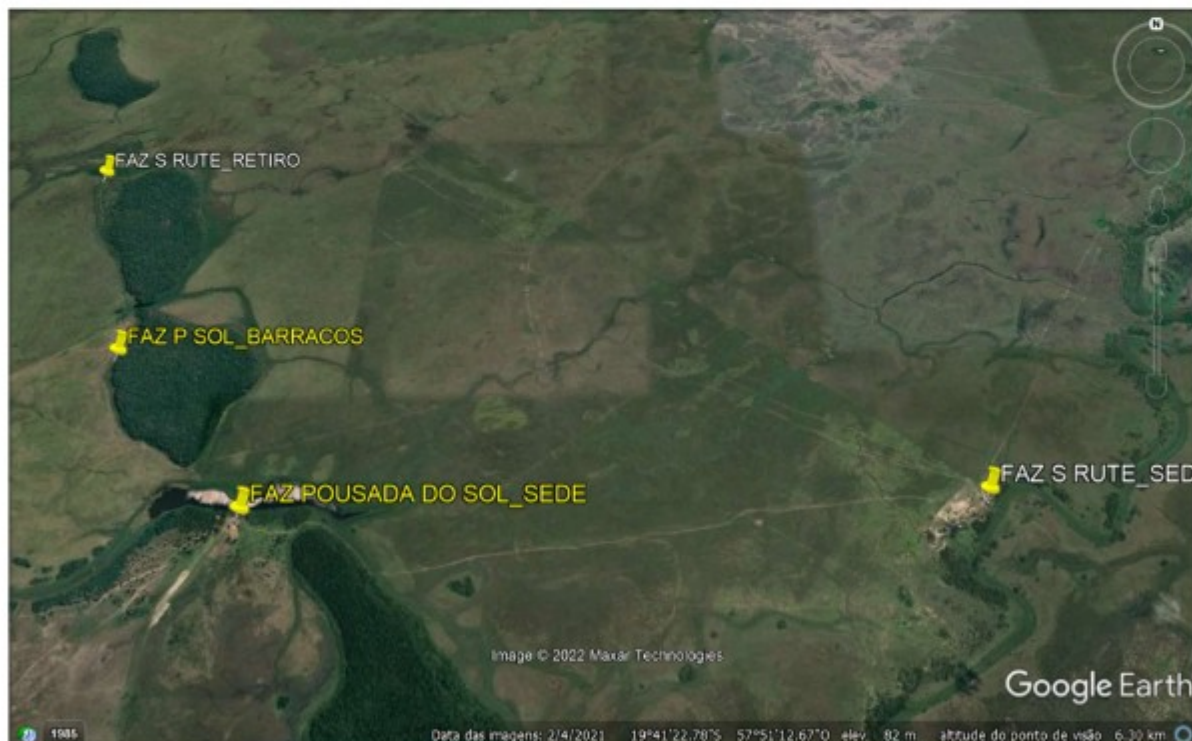 N
FAZ S RUTE_RETIRO
FAZ P SOL_BARRACOS
FAZ S RUTE_SED
FAZ POUSADA DO SOL_SEDE
Image © 2022 Maxar Technologies
Google Earth
1985
Data das imagens: 2/4/2021 19°41'22.78"S 57°51'12.67"O elev 82 m altitude do ponto de visão 6.30 km